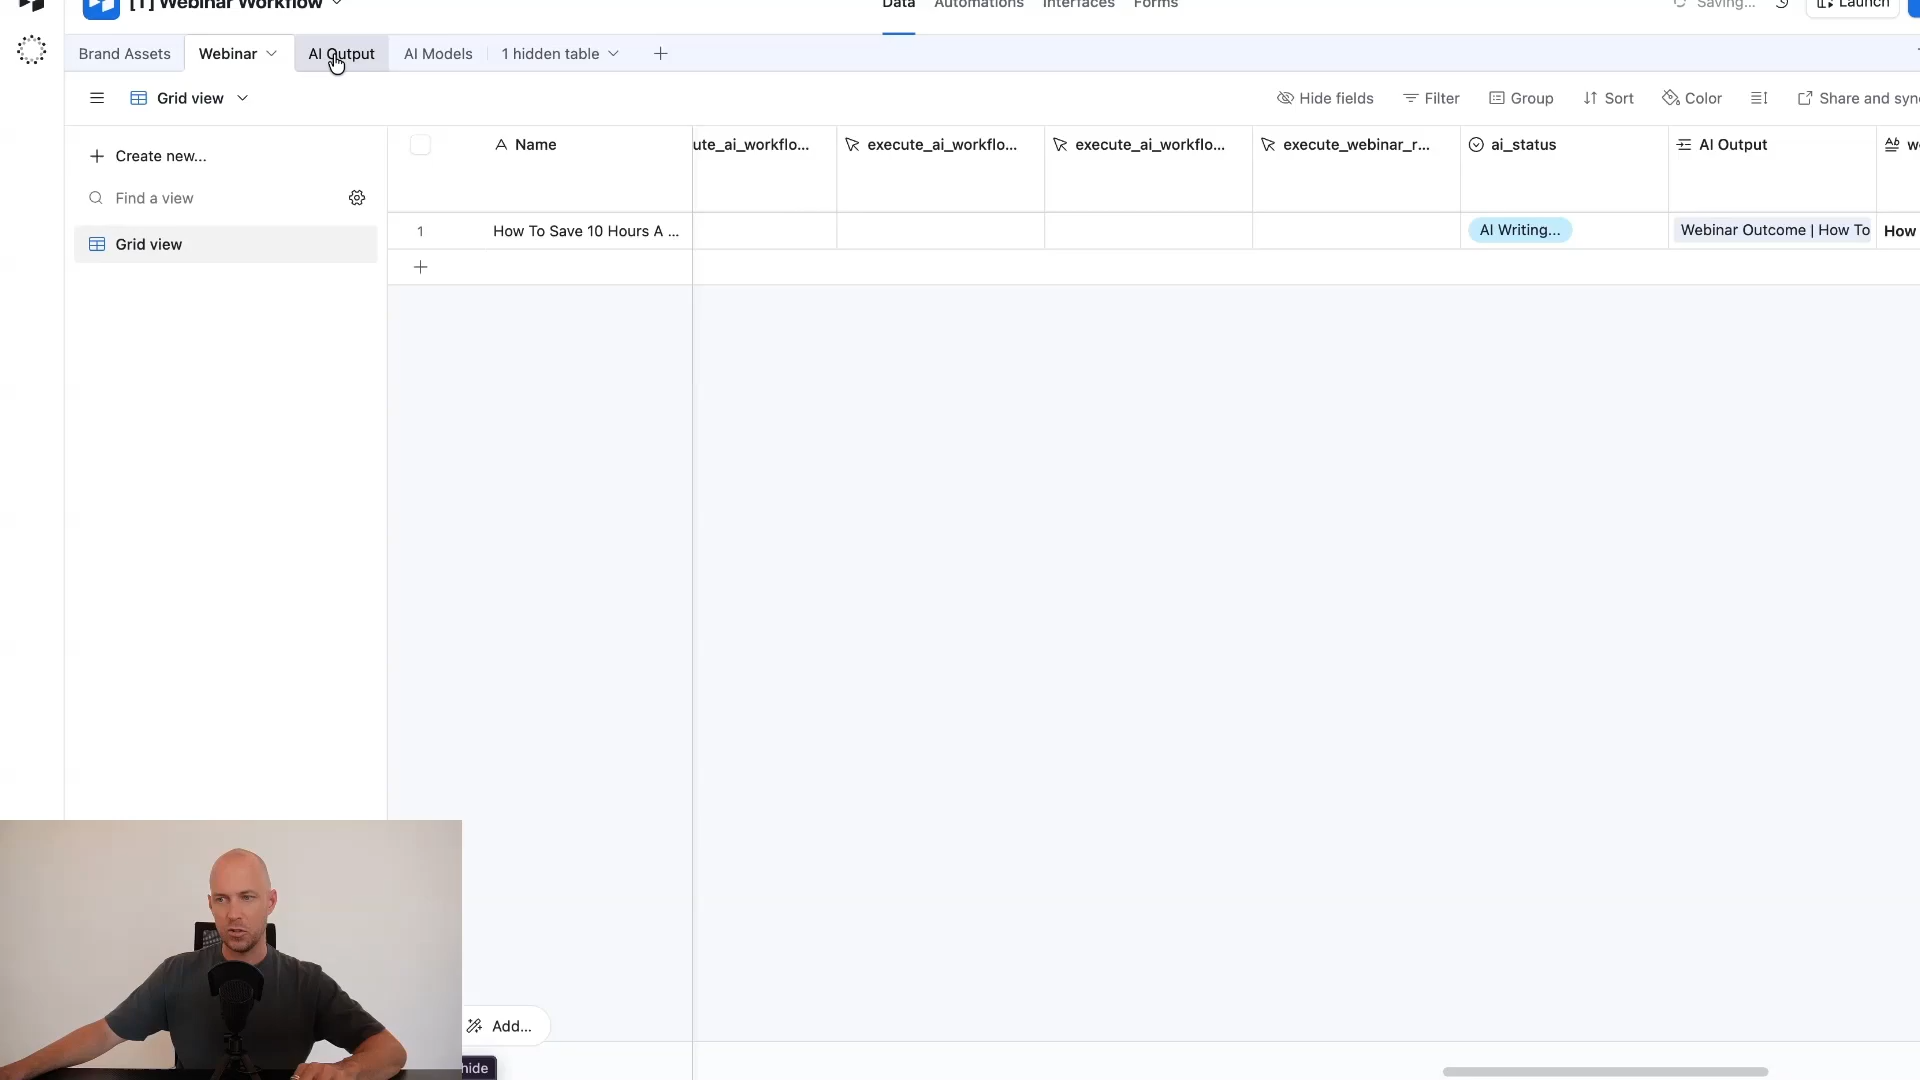 [T] Webinar Workflow
Data Automations Interfaces Forms
Saving... Launch
Brand Assets Webinar AI Output AI Models 1 hidden table
Grid view
Hide fields Filter Group Sort Color Share and sync
Create new...
Find a view
Grid view
Name ute_ai_workflo... execute_ai_workflo... execute_ai_workflo... execute_webinar_r... ai_status AI Output
1 How To Save 10 Hours A ... AI Writing... Webinar Outcome | How To How
Add...
hide